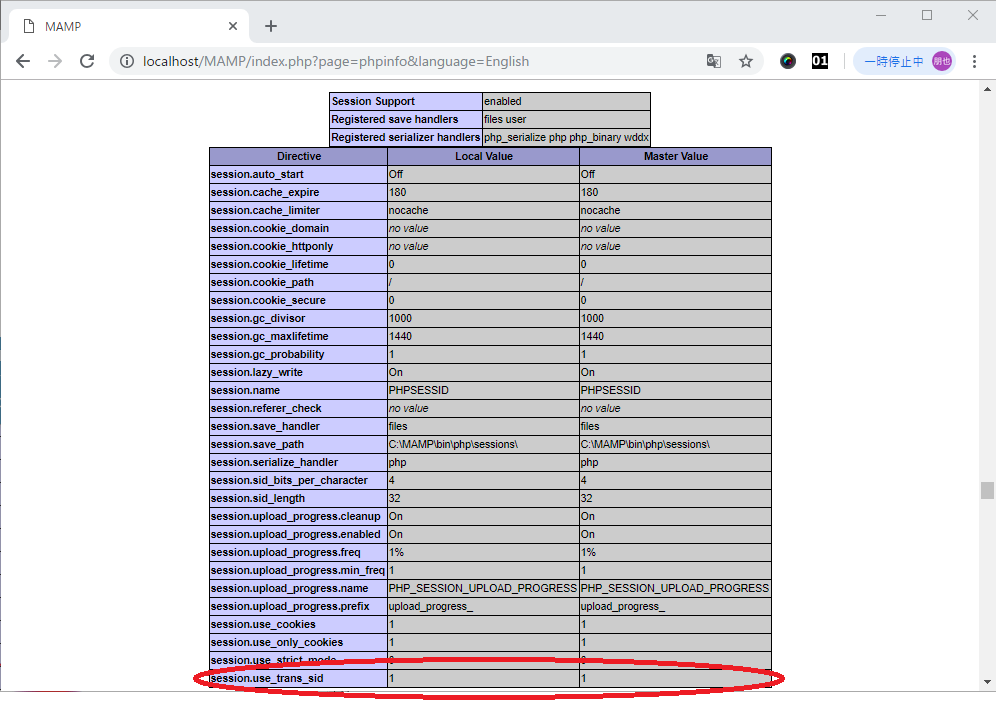 MAMP
localhost/MAMP/index.php?page=phpinfo&language=English
01
一時停止中 朋也
Session Support enabled
Registered save handlers files user
Registered serializer handlers php_serialize php php_binary wddx
Directive Local Value Master Value
session.auto_start Off Off
session.cache_expire 180 180
session.cache_limiter nocache nocache
session.cookie_domain no value no value
session.cookie_httponly no value no value
session.cookie_lifetime 0 0
session.cookie_path / /
session.cookie_secure 0 0
session.gc_divisor 1000 1000
session.gc_maxlifetime 1440 1440
session.gc_probability 1 1
session.lazy_write On On
session.name PHPSESSID PHPSESSID
session.referer_check no value no value
session.save_handler files files
session.save_path C:\MAMP\bin\php\sessions\ C:\MAMP\bin\php\sessions\
session.serialize_handler php php
session.sid_bits_per_character 4 4
session.sid_length 32 32
session.upload_progress.cleanup On On
session.upload_progress.enabled On On
session.upload_progress.freq 1% 1%
session.upload_progress.min_freq 1 1
session.upload_progress.name PHP_SESSION_UPLOAD_PROGRESS PHP_SESSION_UPLOAD_PROGRESS
session.upload_progress.prefix upload_progress_ upload_progress_
session.use_cookies 1 1
session.use_only_cookies 1 1
session.use_strict_mode
session.use_trans_sid 1 1